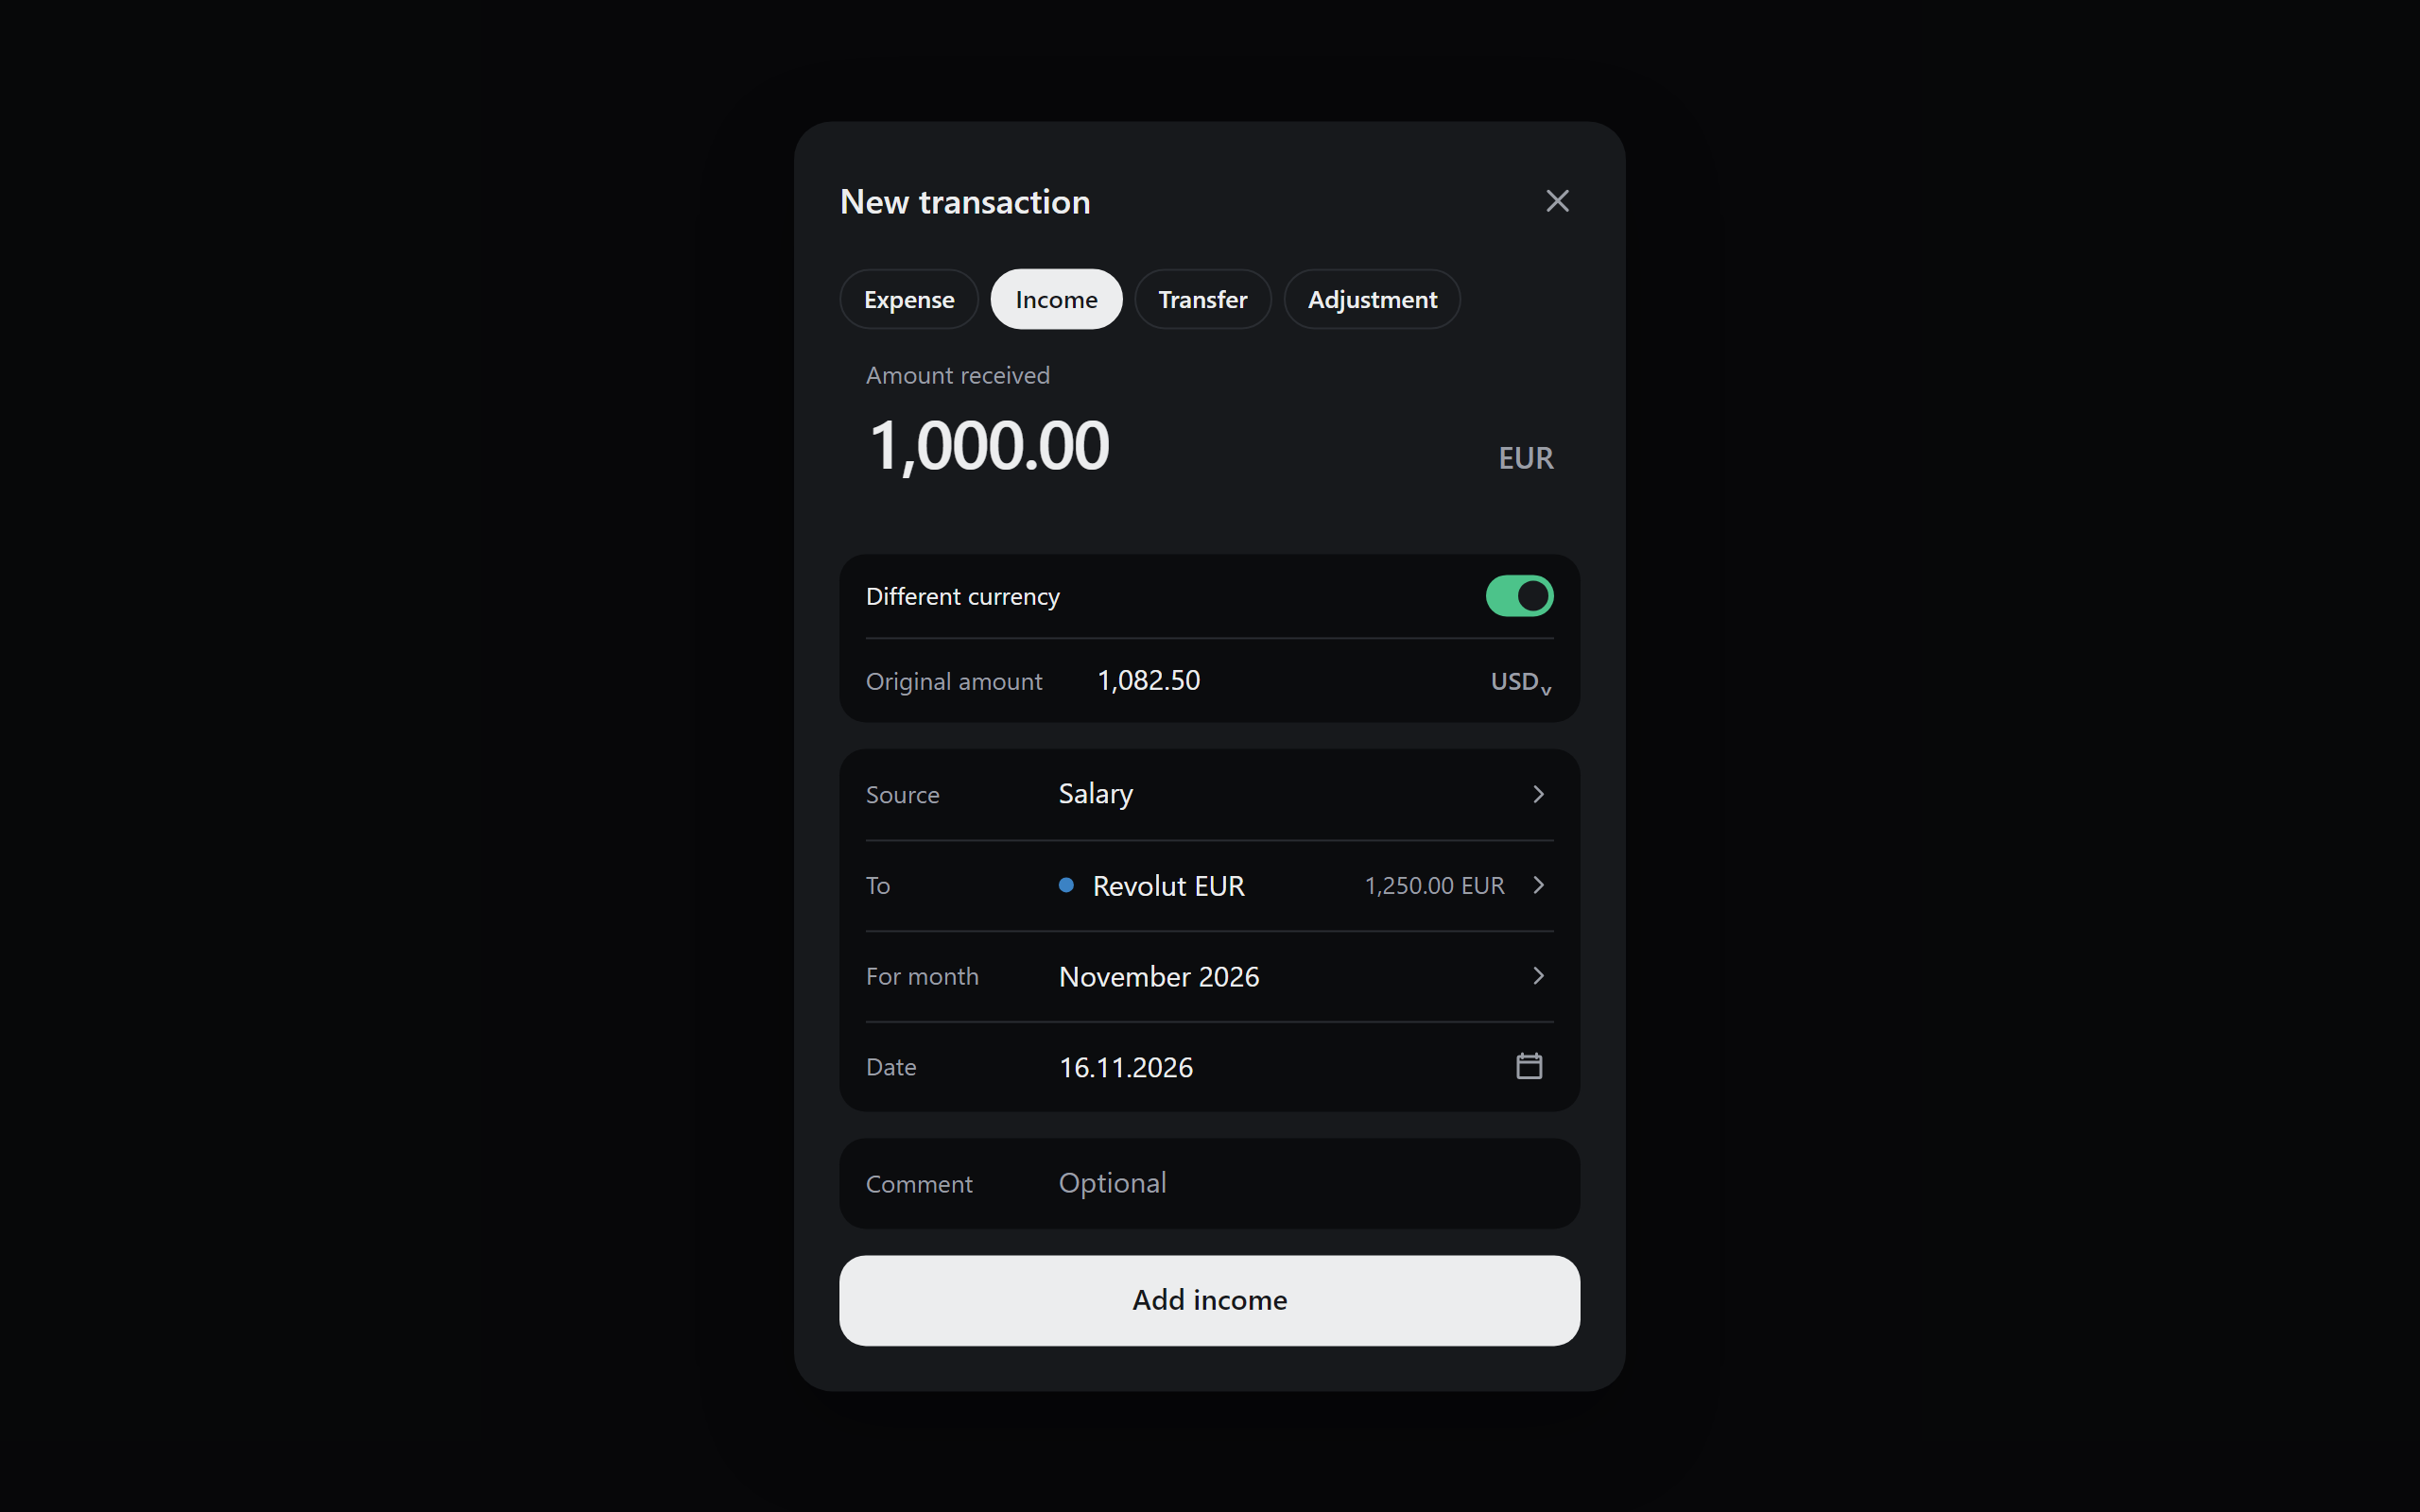 New transaction
Expense Income Transfer Adjustment
Amount received
1,000.00 EUR
Different currency
Original amount 1,082.50 USD
Source Salary
To Revolut EUR 1,250.00 EUR
For month November 2026
Date 16.11.2026
Comment Optional
Add income